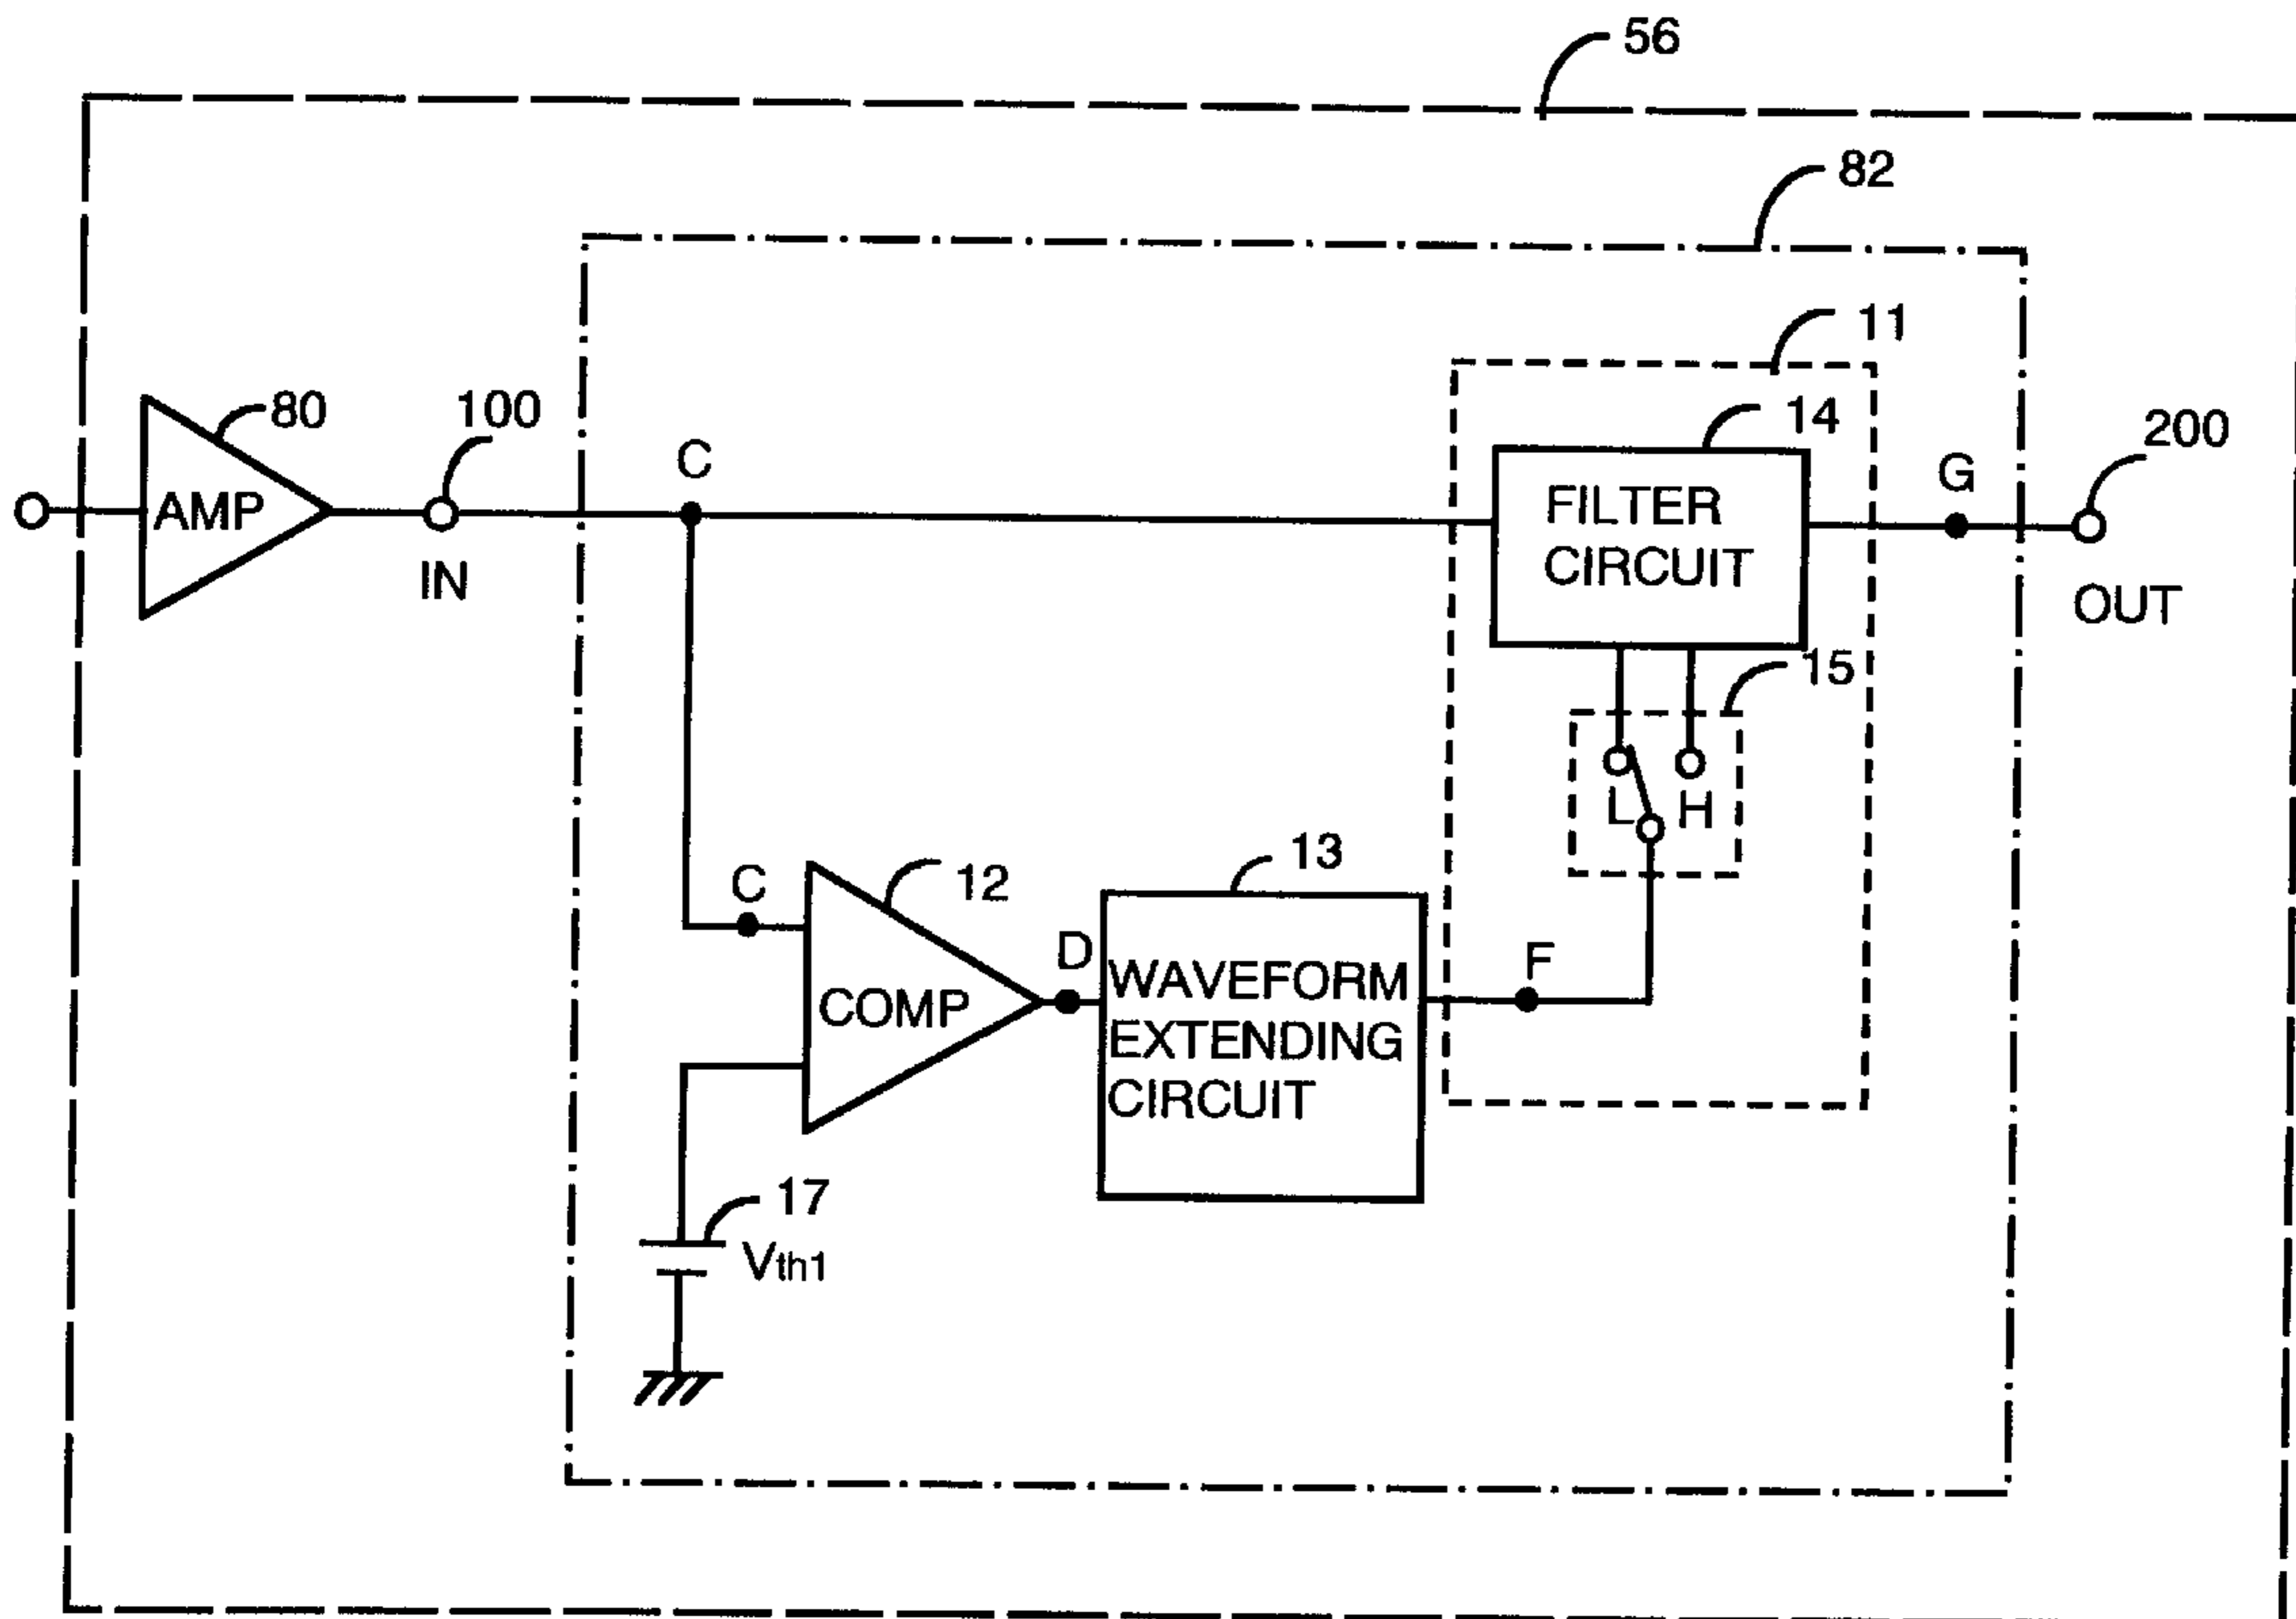 56
82
11
80
100
14
200
C
G
AMP
FILTER
CIRCUIT
IN
OUT
15
L H
13
C
12
D
F
WAVEFORM
EXTENDING
CIRCUIT
COMP
17
Vth1